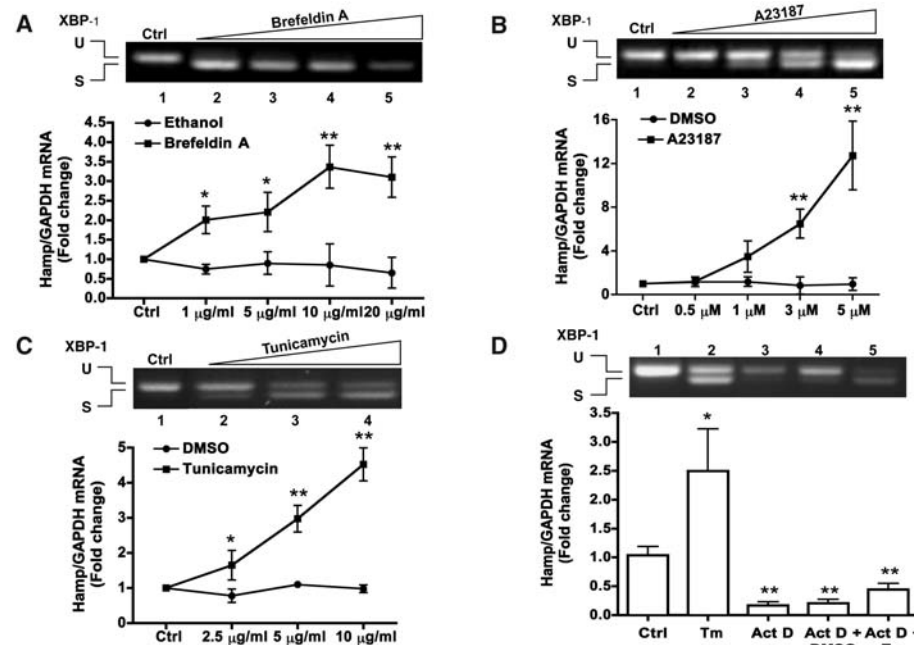 A
XBP-1
Ctrl
Brefeldin A
U
S
1 2 3 4 5
Ethanol
Brefeldin A
Hamp/GAPDH mRNA
(Fold change)
4.5
4.0
3.5
3.0
2.5
2.0
1.5
1.0
0.5
0.0
* * ** **
Ctrl 1 µg/ml 5 µg/ml 10 µg/ml 20 µg/ml
B
XBP-1
Ctrl
A23187
U
S
1 2 3 4 5
DMSO
A23187
Hamp/GAPDH mRNA
(Fold change)
16
12
8
4
0
** **
Ctrl 0.5 µM 1 µM 3 µM 5 µM
C
XBP-1
Ctrl
Tunicamycin
U
S
1 2 3 4
DMSO
Tunicamycin
Hamp/GAPDH mRNA
(Fold change)
5
4
3
2
1
0
* ** **
Ctrl 2.5 µg/ml 5 µg/ml 10 µg/ml
D
XBP-1
U
S
1 2 3 4 5
Hamp/GAPDH mRNA
(Fold change)
3.5
3.0
2.5
2.0
1.5
1.0
0.5
0.0
* ** ** **
Ctrl Tm Act D Act D + Act D +